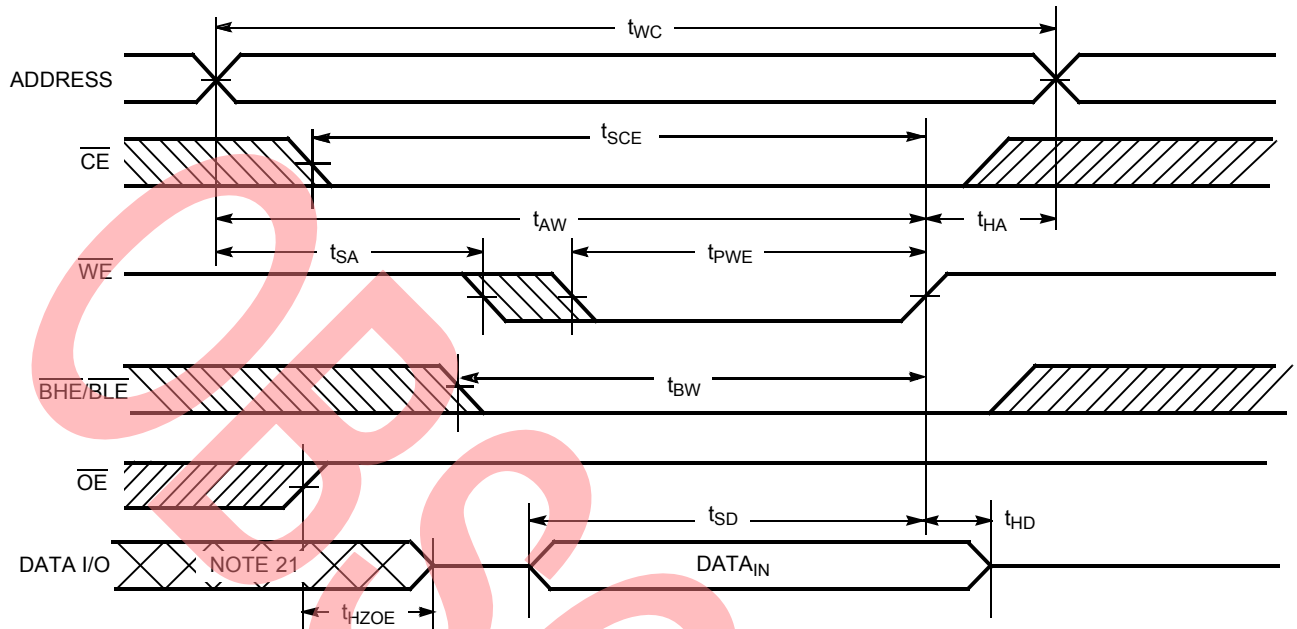 tWC
ADDRESS
tSCE
CE
tAW
tHA
tSA
tPWE
WE
BHE/BLE
tBW
OE
tSD
tHD
DATA I/O
NOTE 21
DATAIN
tHZOE
OBS